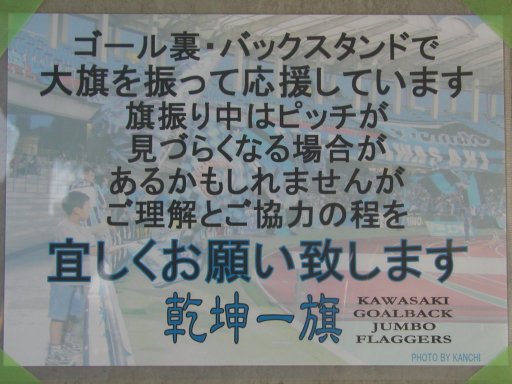 ゴール裏・バックスタンドで
大旗を振って応援しています
旗振り中はピッチが
見づらくなる場合が
あるかもしれませんが
ご理解とご協力の程を
宜しくお願い致します
乾坤一旗
KAWASAKI
GOALBACK
JUMBO
FLAGGERS
PHOTO BY KANCHI